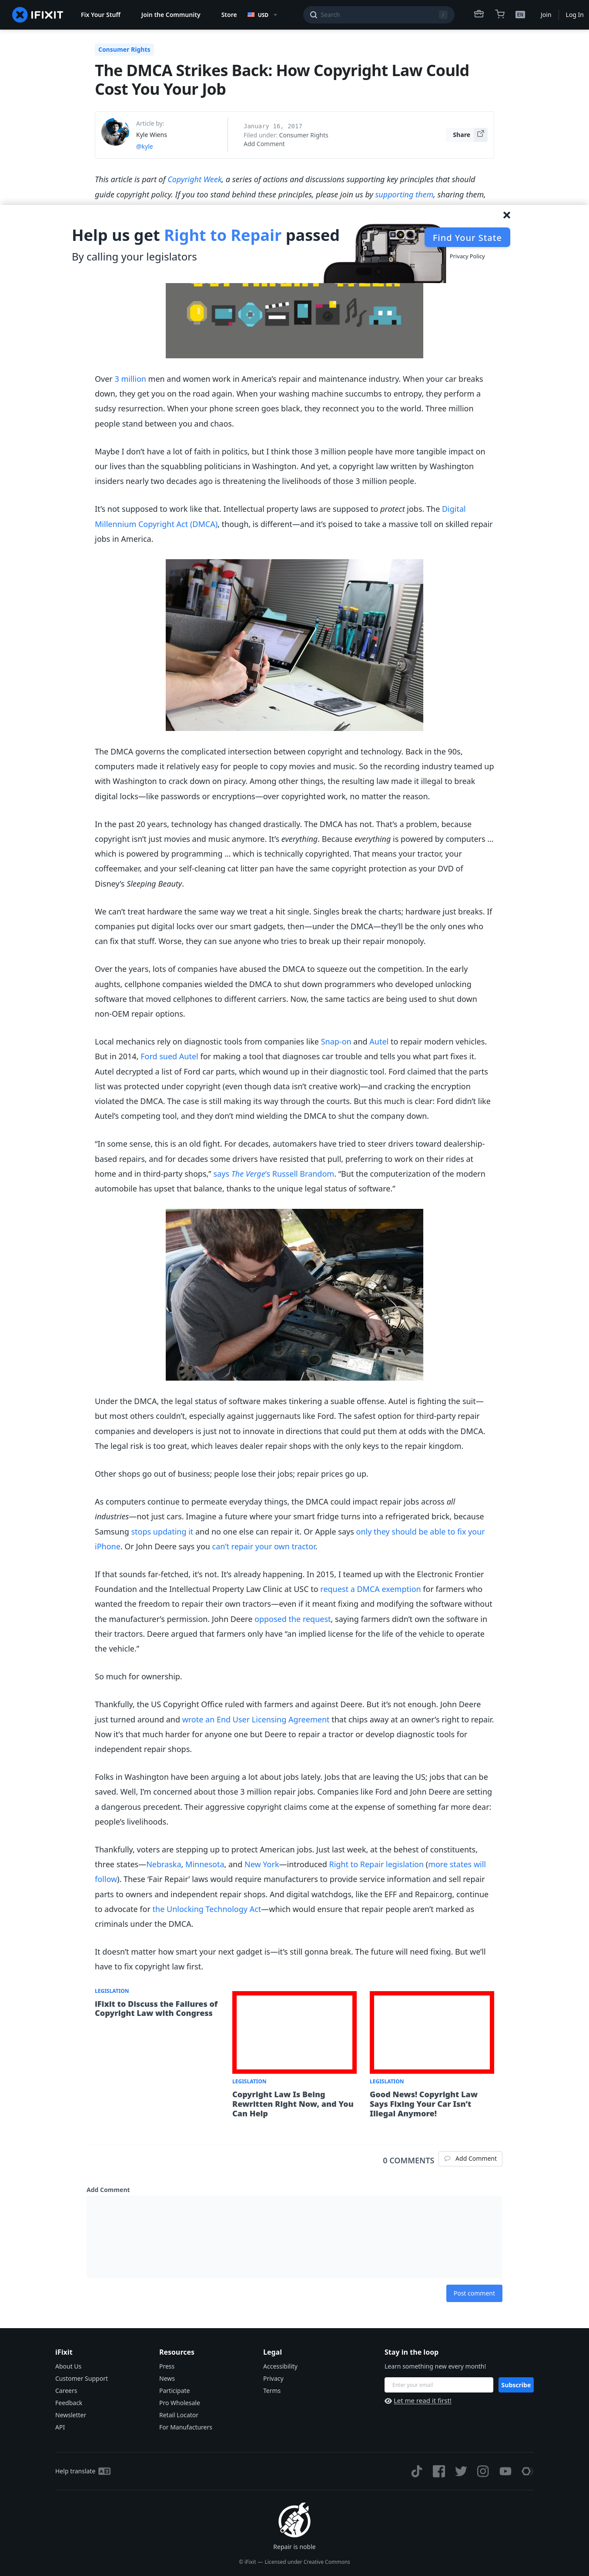 IFIXIT
Fix Your Stuff
Join the Community
Store
USD
Search
/
EN
Join
Log In
Consumer Rights
The DMCA Strikes Back: How Copyright Law Could
Cost You Your Job
Article by:
Kyle Wiens
@kyle
January 16, 2017
Filed under: Consumer Rights
Add Comment
Share
This article is part of Copyright Week, a series of actions and discussions supporting key principles that should
guide copyright policy. If you too stand behind these principles, please join us by supporting them, sharing them,
Help us get Right to Repair passed
By calling your legislators
Find Your State
Privacy Policy
Over 3 million men and women work in America’s repair and maintenance industry. When your car breaks
down, they get you on the road again. When your washing machine succumbs to entropy, they perform a
sudsy resurrection. When your phone screen goes black, they reconnect you to the world. Three million
people stand between you and chaos.
Maybe I don’t have a lot of faith in politics, but I think those 3 million people have more tangible impact on
our lives than the squabbling politicians in Washington. And yet, a copyright law written by Washington
insiders nearly two decades ago is threatening the livelihoods of those 3 million people.
It’s not supposed to work like that. Intellectual property laws are supposed to protect jobs. The Digital
Millennium Copyright Act (DMCA), though, is different—and it’s poised to take a massive toll on skilled repair
jobs in America.
The DMCA governs the complicated intersection between copyright and technology. Back in the 90s,
computers made it relatively easy for people to copy movies and music. So the recording industry teamed up
with Washington to crack down on piracy. Among other things, the resulting law made it illegal to break
digital locks—like passwords or encryptions—over copyrighted work, no matter the reason.
In the past 20 years, technology has changed drastically. The DMCA has not. That’s a problem, because
copyright isn’t just movies and music anymore. It’s everything. Because everything is powered by computers …
which is powered by programming … which is technically copyrighted. That means your tractor, your
coffeemaker, and your self-cleaning cat litter pan have the same copyright protection as your DVD of
Disney’s Sleeping Beauty.
We can’t treat hardware the same way we treat a hit single. Singles break the charts; hardware just breaks. If
companies put digital locks over our smart gadgets, then—under the DMCA—they’ll be the only ones who
can fix that stuff. Worse, they can sue anyone who tries to break up their repair monopoly.
Over the years, lots of companies have abused the DMCA to squeeze out the competition. In the early
aughts, cellphone companies wielded the DMCA to shut down programmers who developed unlocking
software that moved cellphones to different carriers. Now, the same tactics are being used to shut down
non-OEM repair options.
Local mechanics rely on diagnostic tools from companies like Snap-on and Autel to repair modern vehicles.
But in 2014, Ford sued Autel for making a tool that diagnoses car trouble and tells you what part fixes it.
Autel decrypted a list of Ford car parts, which wound up in their diagnostic tool. Ford claimed that the parts
list was protected under copyright (even though data isn’t creative work)—and cracking the encryption
violated the DMCA. The case is still making its way through the courts. But this much is clear: Ford didn’t like
Autel’s competing tool, and they don’t mind wielding the DMCA to shut the company down.
“In some sense, this is an old fight. For decades, automakers have tried to steer drivers toward dealership-
based repairs, and for decades some drivers have resisted that pull, preferring to work on their rides at
home and in third-party shops,” says The Verge’s Russell Brandom. “But the computerization of the modern
automobile has upset that balance, thanks to the unique legal status of software.”
Under the DMCA, the legal status of software makes tinkering a suable offense. Autel is fighting the suit—
but most others couldn’t, especially against juggernauts like Ford. The safest option for third-party repair
companies and developers is just not to innovate in directions that could put them at odds with the DMCA.
The legal risk is too great, which leaves dealer repair shops with the only keys to the repair kingdom.
Other shops go out of business; people lose their jobs; repair prices go up.
As computers continue to permeate everyday things, the DMCA could impact repair jobs across all
industries—not just cars. Imagine a future where your smart fridge turns into a refrigerated brick, because
Samsung stops updating it and no one else can repair it. Or Apple says only they should be able to fix your
iPhone. Or John Deere says you can’t repair your own tractor.
If that sounds far-fetched, it’s not. It’s already happening. In 2015, I teamed up with the Electronic Frontier
Foundation and the Intellectual Property Law Clinic at USC to request a DMCA exemption for farmers who
wanted the freedom to repair their own tractors—even if it meant fixing and modifying the software without
the manufacturer’s permission. John Deere opposed the request, saying farmers didn’t own the software in
their tractors. Deere argued that farmers only have “an implied license for the life of the vehicle to operate
the vehicle.”
So much for ownership.
Thankfully, the US Copyright Office ruled with farmers and against Deere. But it’s not enough. John Deere
just turned around and wrote an End User Licensing Agreement that chips away at an owner’s right to repair.
Now it’s that much harder for anyone one but Deere to repair a tractor or develop diagnostic tools for
independent repair shops.
Folks in Washington have been arguing a lot about jobs lately. Jobs that are leaving the US; jobs that can be
saved. Well, I’m concerned about those 3 million repair jobs. Companies like Ford and John Deere are setting
a dangerous precedent. Their aggressive copyright claims come at the expense of something far more dear:
people’s livelihoods.
Thankfully, voters are stepping up to protect American jobs. Just last week, at the behest of constituents,
three states—Nebraska, Minnesota, and New York—introduced Right to Repair legislation (more states will
follow). These ‘Fair Repair’ laws would require manufacturers to provide service information and sell repair
parts to owners and independent repair shops. And digital watchdogs, like the EFF and Repair.org, continue
to advocate for the Unlocking Technology Act—which would ensure that repair people aren’t marked as
criminals under the DMCA.
It doesn’t matter how smart your next gadget is—it’s still gonna break. The future will need fixing. But we’ll
have to fix copyright law first.
LEGISLATION
iFixit to Discuss the Failures of
Copyright Law with Congress
LEGISLATION
Copyright Law Is Being
Rewritten Right Now, and You
Can Help
LEGISLATION
Good News! Copyright Law
Says Fixing Your Car Isn’t
Illegal Anymore!
0 COMMENTS
Add Comment
Add Comment
Post comment
iFixit
About Us
Customer Support
Careers
Feedback
Newsletter
API
Resources
Press
News
Participate
Pro Wholesale
Retail Locator
For Manufacturers
Legal
Accessibility
Privacy
Terms
Stay in the loop
Learn something new every month!
Enter your email
Subscribe
Let me read it first!
Help translate
Repair is noble
© iFixit — Licensed under Creative Commons